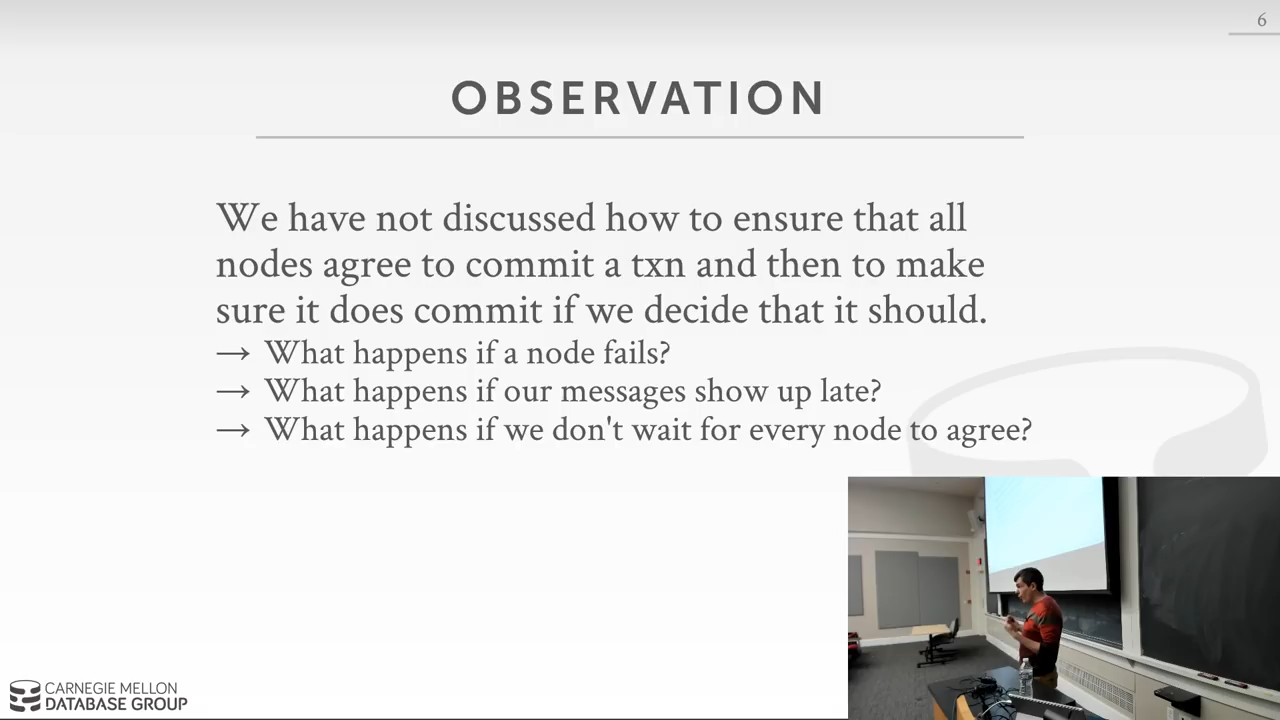 6
OBSERVATION
We have not discussed how to ensure that all
nodes agree to commit a txn and then to make
sure it does commit if we decide that it should.
→ What happens if a node fails?
→ What happens if our messages show up late?
→ What happens if we don't wait for every node to agree?
CARNEGIE MELLON
DATABASE GROUP